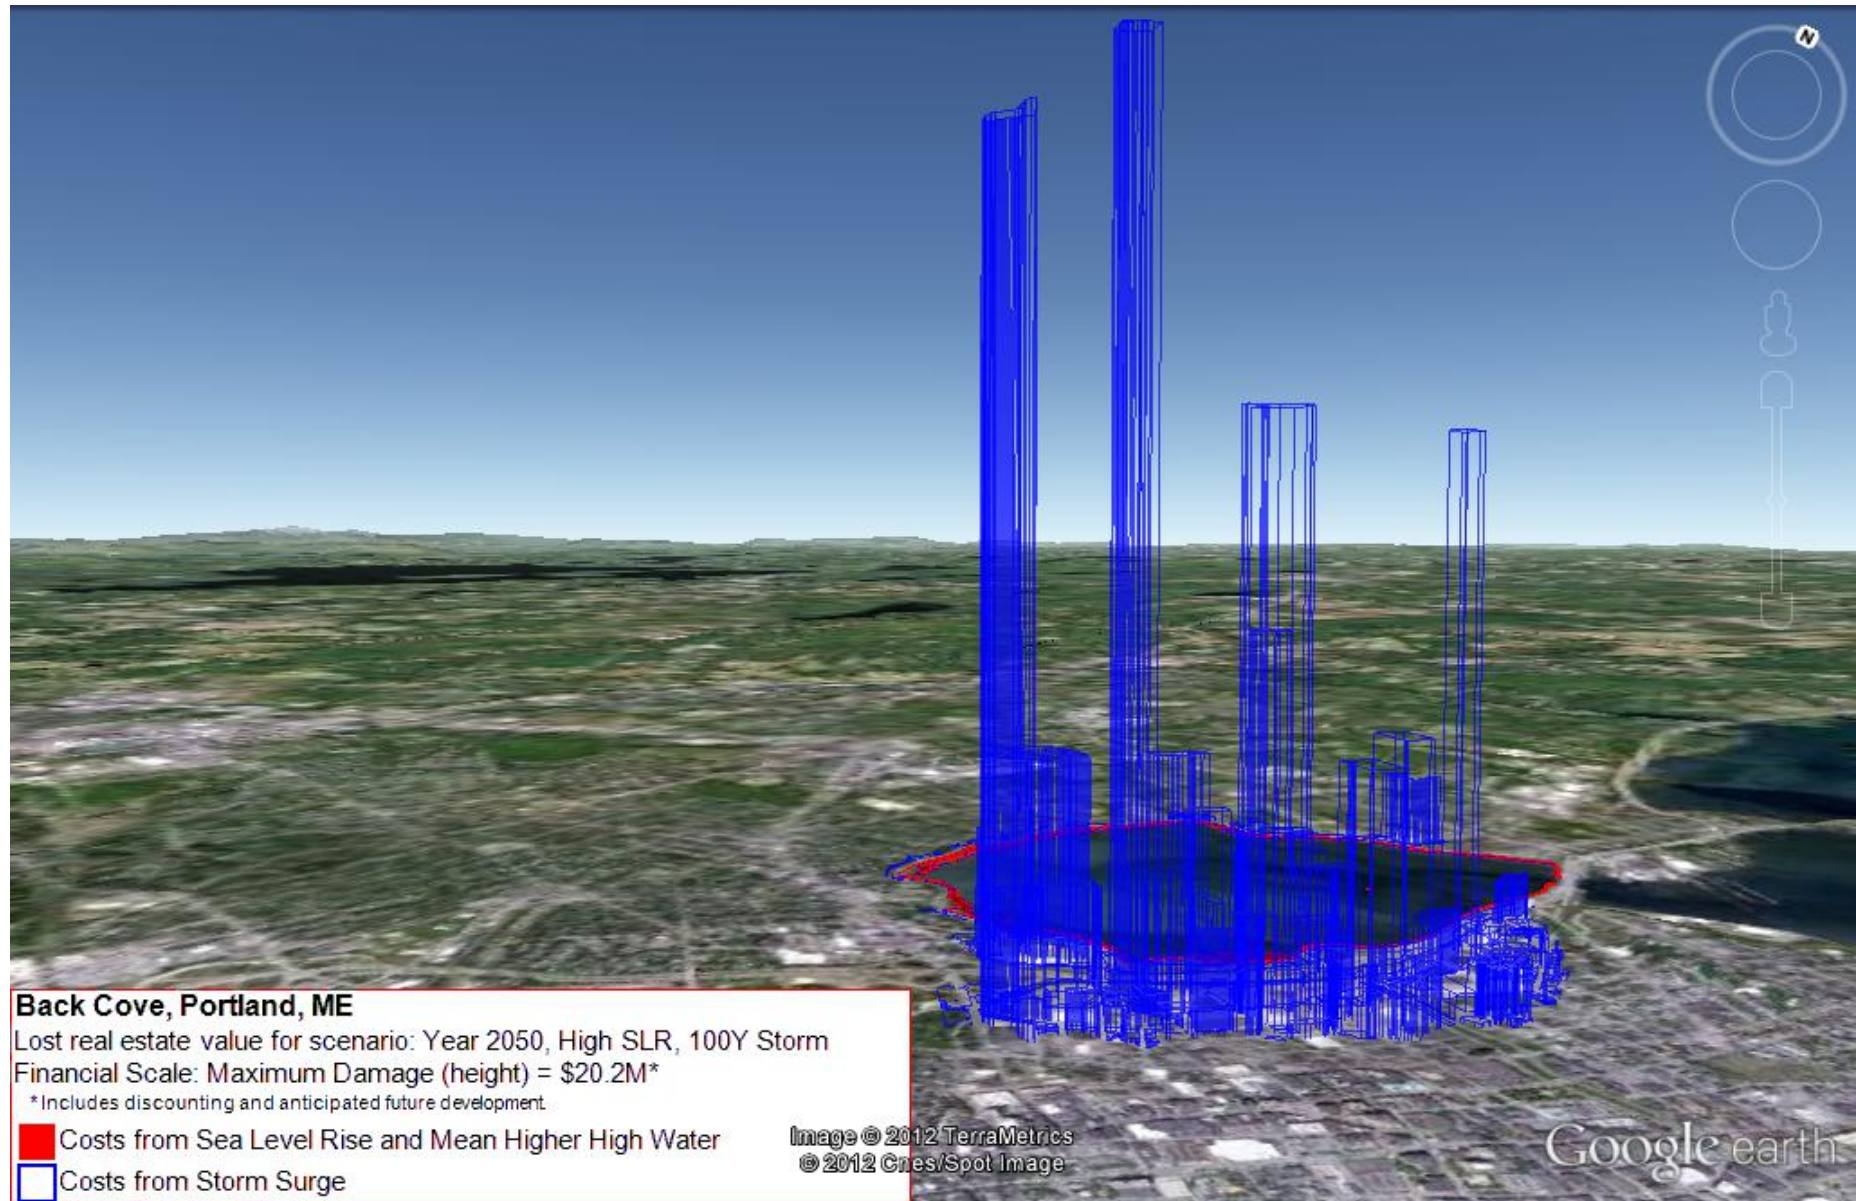 N
Back Cove, Portland, ME
Lost real estate value for scenario: Year 2050, High SLR, 100Y Storm
Financial Scale: Maximum Damage (height) = $20.2M*
*Includes discounting and anticipated future development.
Costs from Sea Level Rise and Mean Higher High Water
Costs from Storm Surge
Image © 2012 TerraMetrics
© 2012 Cnes/Spot Image
Google earth